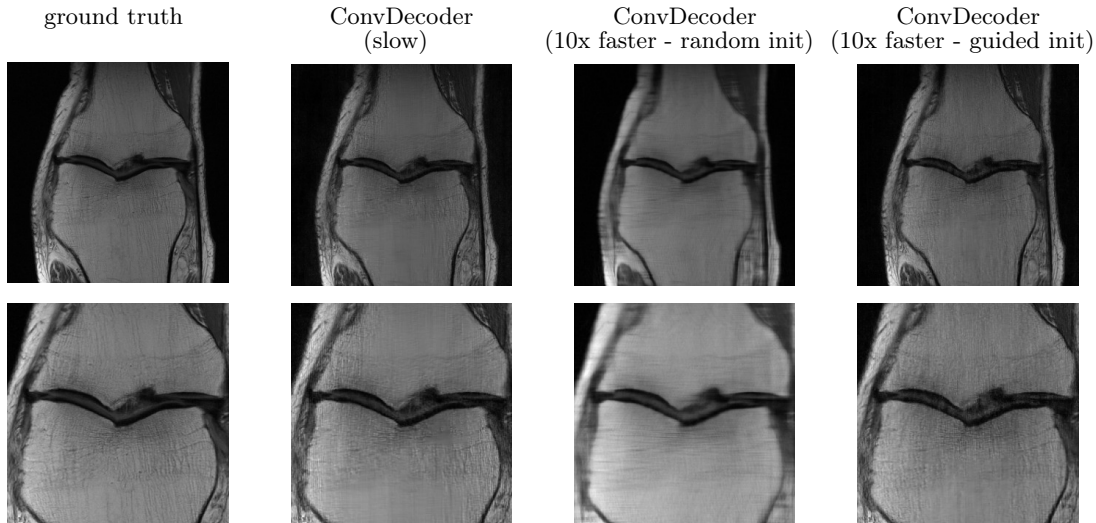 ground truth
ConvDecoder
(slow)
ConvDecoder
(10x faster - random init)
ConvDecoder
(10x faster - guided init)